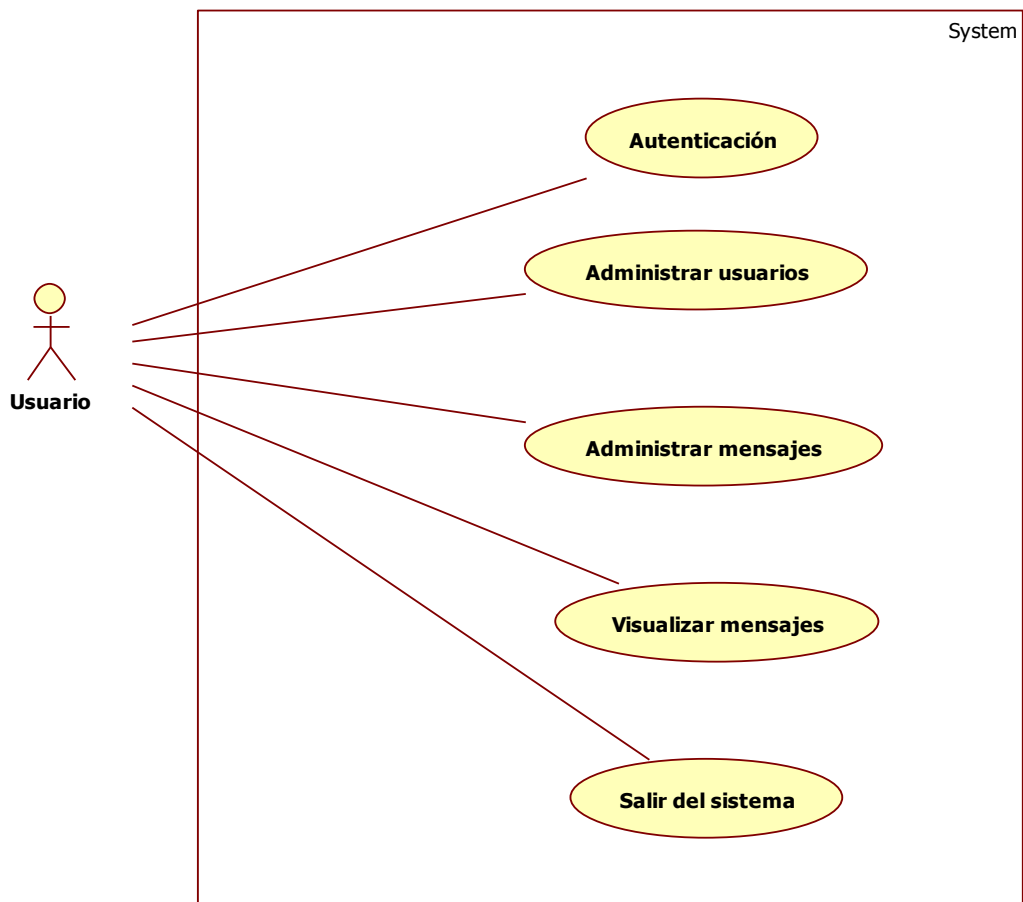 System
Autenticación
Administrar usuarios
Usuario
Administrar mensajes
Visualizar mensajes
Salir del sistema